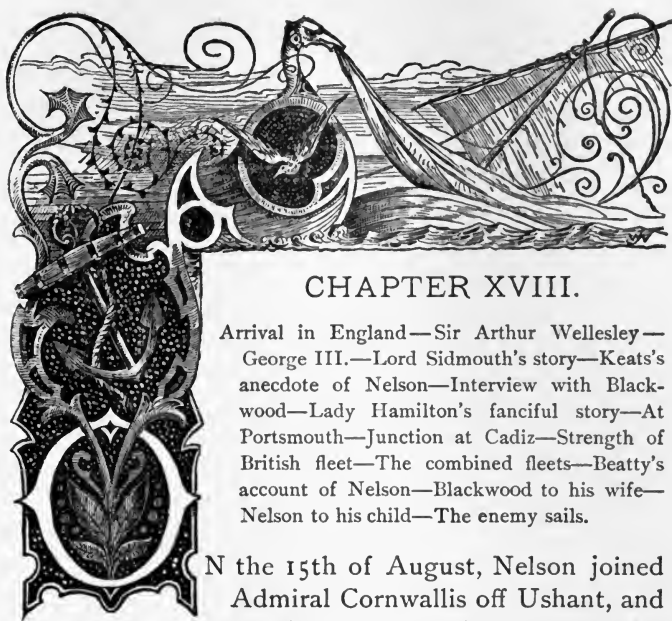 CHAPTER XVIII.
Arrival in England—Sir Arthur Wellesley—
George III.—Lord Sidmouth's story—Keats's
anecdote of Nelson—Interview with Black-
wood—Lady Hamilton's fanciful story—At
Portsmouth—Junction at Cadiz—Strength of
British fleet—The combined fleets—Beatty's
account of Nelson—Blackwood to his wife—
Nelson to his child—The enemy sails.
ON the 15th of August, Nelson joined
Admiral Cornwallis off Ushant, and